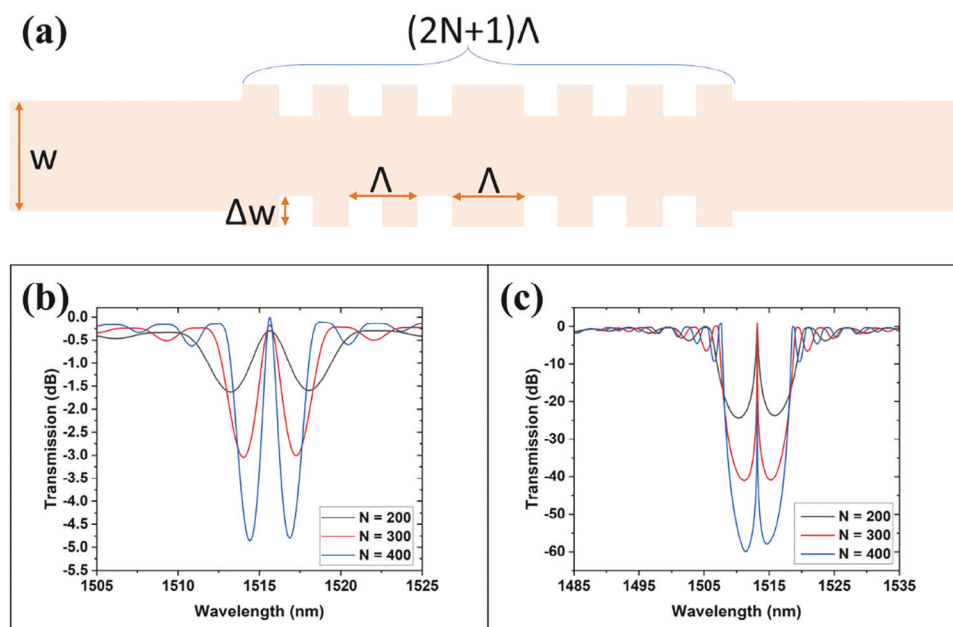 (a)
(2N+1)Λ
w
Λ
Λ
Δw
(b)
Transmission (dB)
0.0
-0.5
-1.0
-1.5
-2.0
-2.5
-3.0
-3.5
-4.0
-4.5
-5.0
-5.5
N = 200
N = 300
N = 400
1505
1510
1515
1520
1525
Wavelength (nm)
(c)
Transmission (dB)
0
-10
-20
-30
-40
-50
-60
N = 200
N = 300
N = 400
1485
1495
1505
1515
1525
1535
Wavelength (nm)